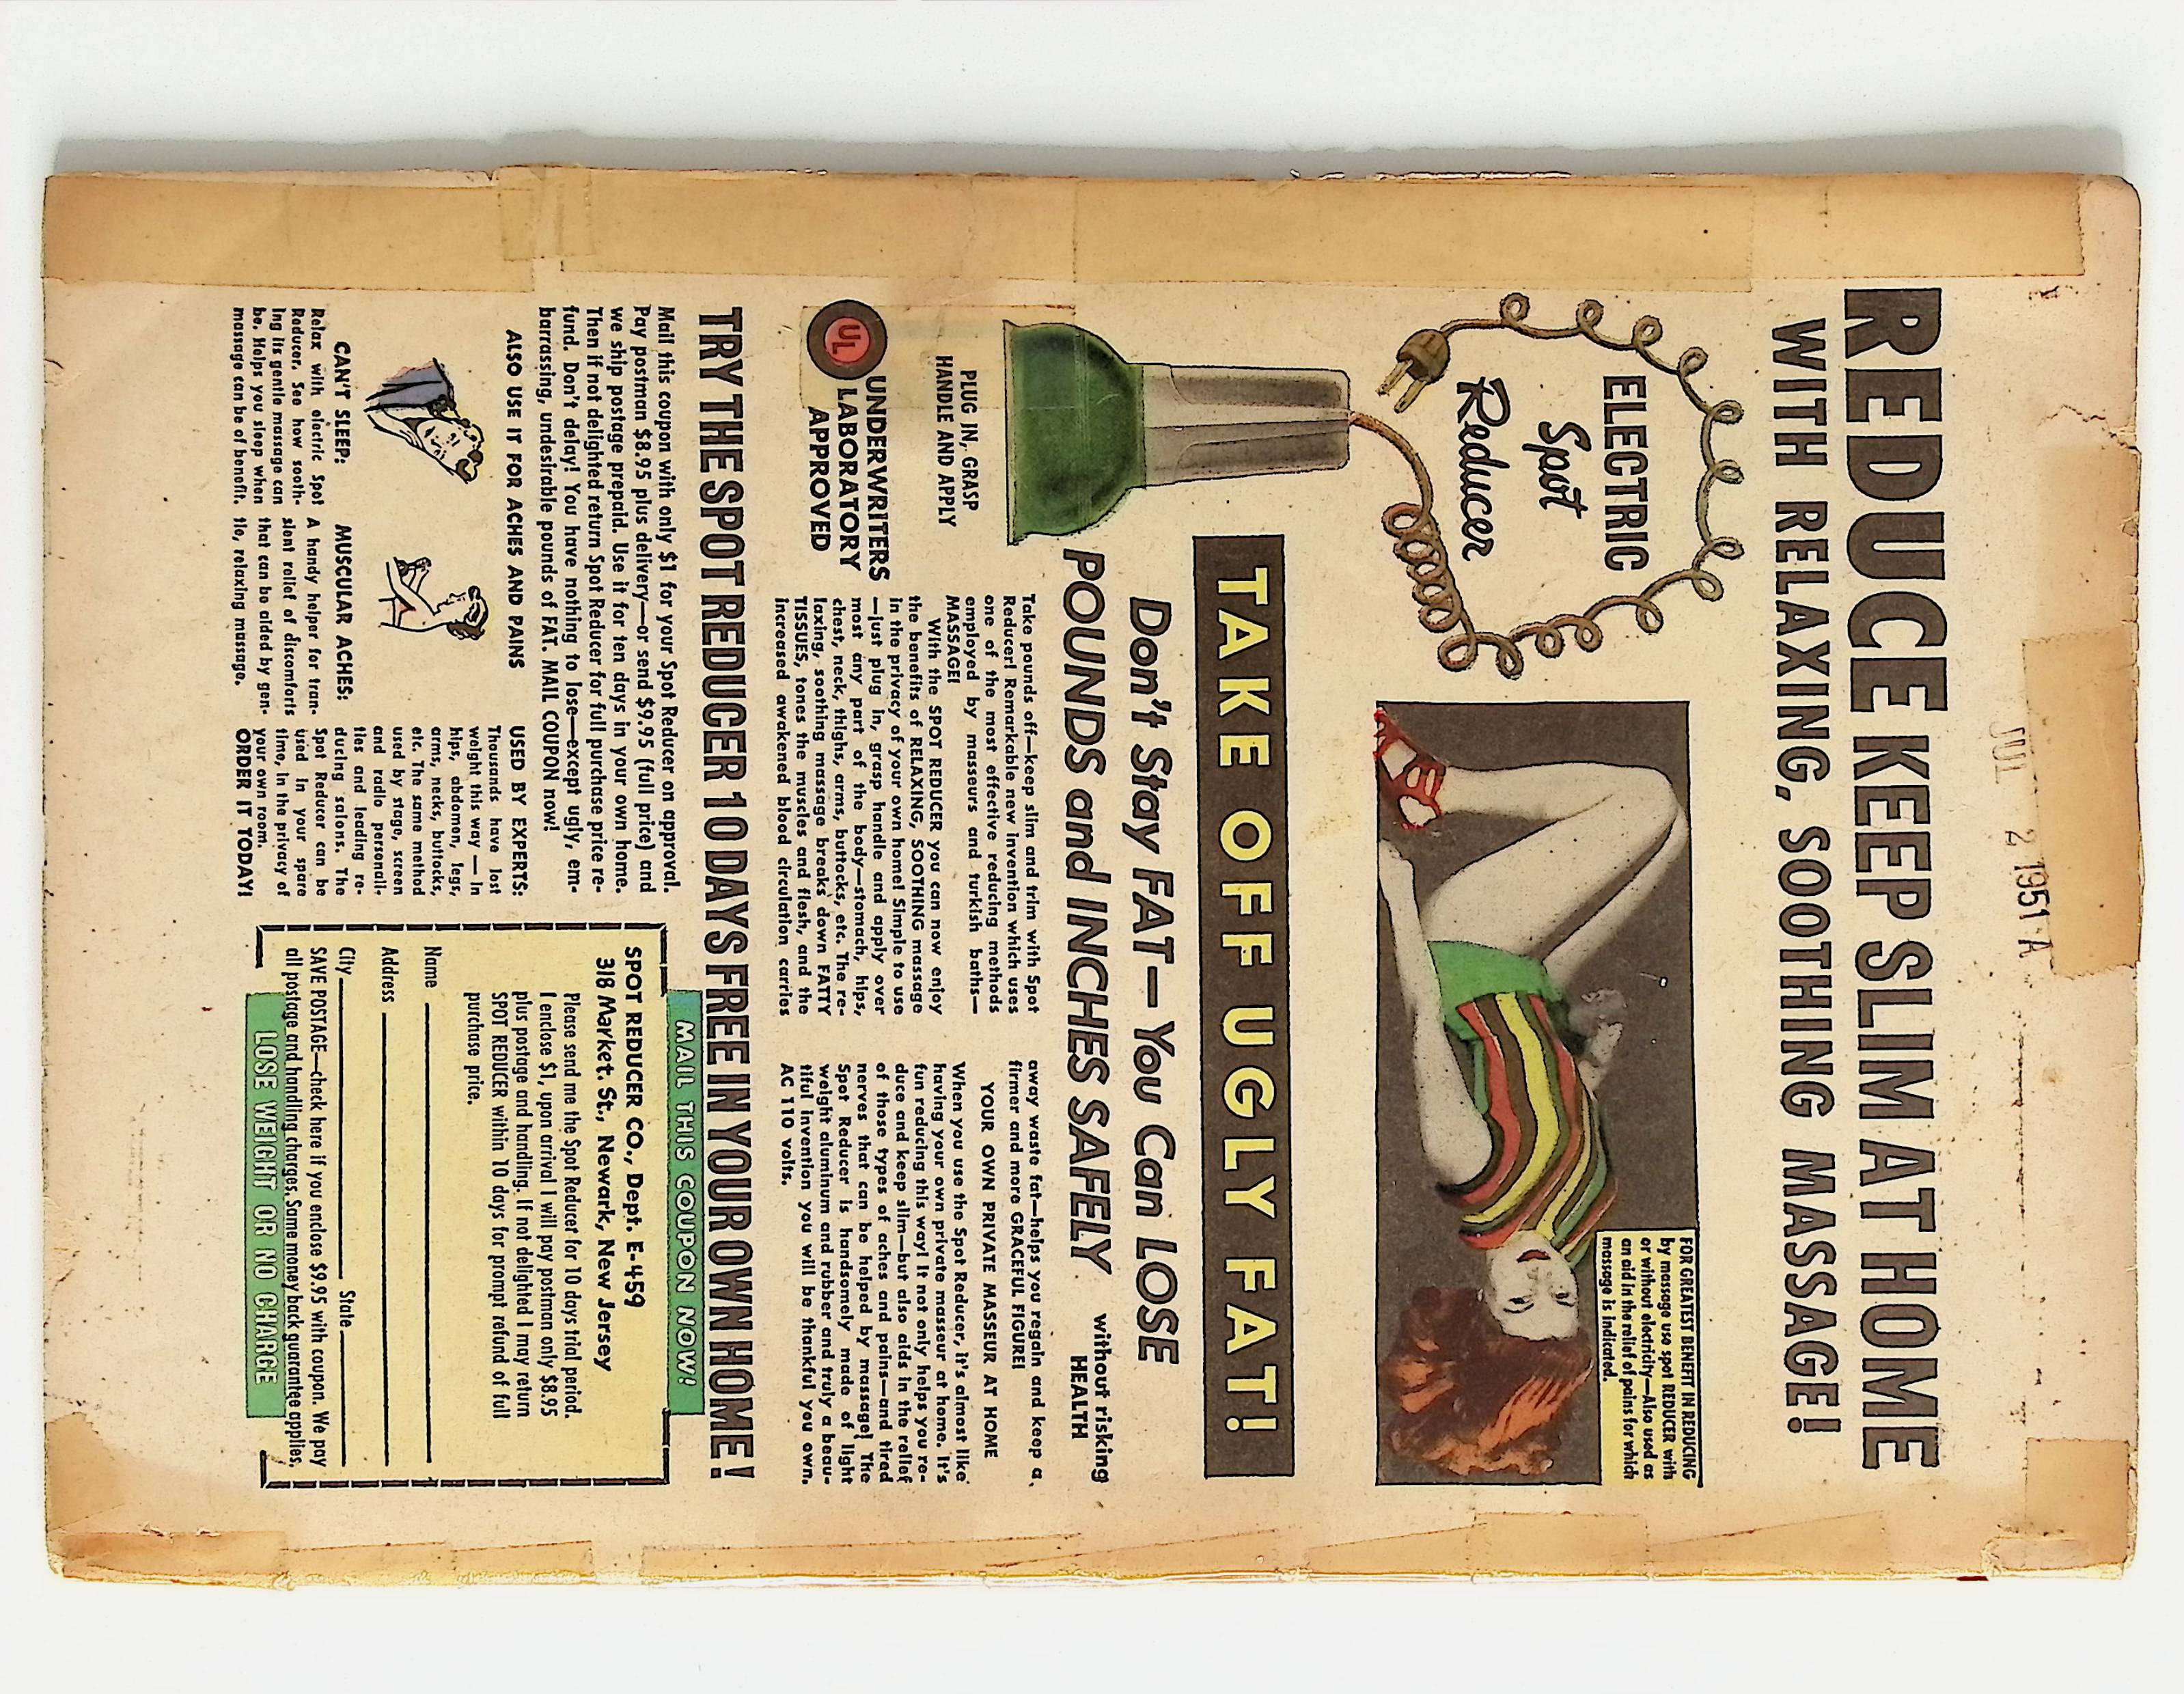 JUL 2 1951 A
REDUCE KEEP SLIM AT HOME
WITH RELAXING, SOOTHING MASSAGE!
ELECTRIC
Spot
Reducer
FOR GREATEST BENEFIT IN REDUCING
by massage use spot REDUCER with
or without electricity—Also used as
an aid in the relief of pains for which
massage is indicated.
TAKE OFF UGLY FAT!
Don't Stay FAT—You Can LOSE
POUNDS and INCHES SAFELY
without risking
HEALTH
PLUG IN, GRASP
HANDLE AND APPLY
UL
UNDERWRITERS
LABORATORY
APPROVED
Take pounds off—keep slim and trim with Spot
Reducer! Remarkable new invention which uses
one of the most effective reducing methods
employed by masseurs and turkish baths—
MASSAGE!
With the SPOT REDUCER you can now enjoy
the benefits of RELAXING, SOOTHING massage
in the privacy of your own home! Simple to use
—just plug in, grasp handle and apply over
most any part of the body—stomach, hips,
chest, neck, thighs, arms, buttocks, etc. The re-
laxing, soothing massage breaks down FATTY
TISSUES, tones the muscles and flesh, and the
increased awakened blood circulation carries
away waste fat—helps you regain and keep a
firmer and more GRACEFUL FIGURE!
YOUR OWN PRIVATE MASSEUR AT HOME
When you use the Spot Reducer, it's almost like
having your own private masseur at home. It's
fun reducing this way! It not only helps you re-
duce and keep slim—but also aids in the relief
of those types of aches and pains—and tired
nerves that can be helped by massage! The
Spot Reducer is handsomely made of light
weight aluminum and rubber and truly a beau-
tiful invention you will be thankful you own.
AC 110 volts.
TRY THE SPOT REDUCER 10 DAYS FREE IN YOUR OWN HOME!
Mail this coupon with only $1 for your Spot Reducer on approval.
Pay postman $8.95 plus delivery—or send $9.95 (full price) and
we ship postage prepaid. Use it for ten days in your own home.
Then if not delighted return Spot Reducer for full purchase price re-
fund. Don't delay! You have nothing to lose—except ugly, em-
barrassing, undesirable pounds of FAT. MAIL COUPON now!
ALSO USE IT FOR ACHES AND PAINS
CAN'T SLEEP:
Relax with electric Spot
Reducer. See how sooth-
ing its gentle massage can
be. Helps you sleep when
massage can be of benefit.
MUSCULAR ACHES:
A handy helper for tran-
sient relief of discomforts
that can be aided by gen-
tle, relaxing massage.
USED BY EXPERTS:
Thousands have lost
weight this way — in
hips, abdomen, legs,
arms, necks, buttocks,
etc. The same method
used by stage, screen
and radio personali-
ties and leading re-
ducing salons. The
Spot Reducer can be
used in your spare
time, in the privacy of
your own room.
ORDER IT TODAY!
MAIL THIS COUPON NOW!
SPOT REDUCER CO., Dept. E-459
318 Market. St., Newark, New Jersey
Please send me the Spot Reducer for 10 days trial period.
I enclose $1, upon arrival I will pay postman only $8.95
plus postage and handling. If not delighted I may return
SPOT REDUCER within 10 days for prompt refund of full
purchase price.
Name
Address
City State
SAVE POSTAGE—check here if you enclose $9.95 with coupon. We pay
all postage and handling charges. Same money back guarantee applies.
LOSE WEIGHT OR NO CHARGE